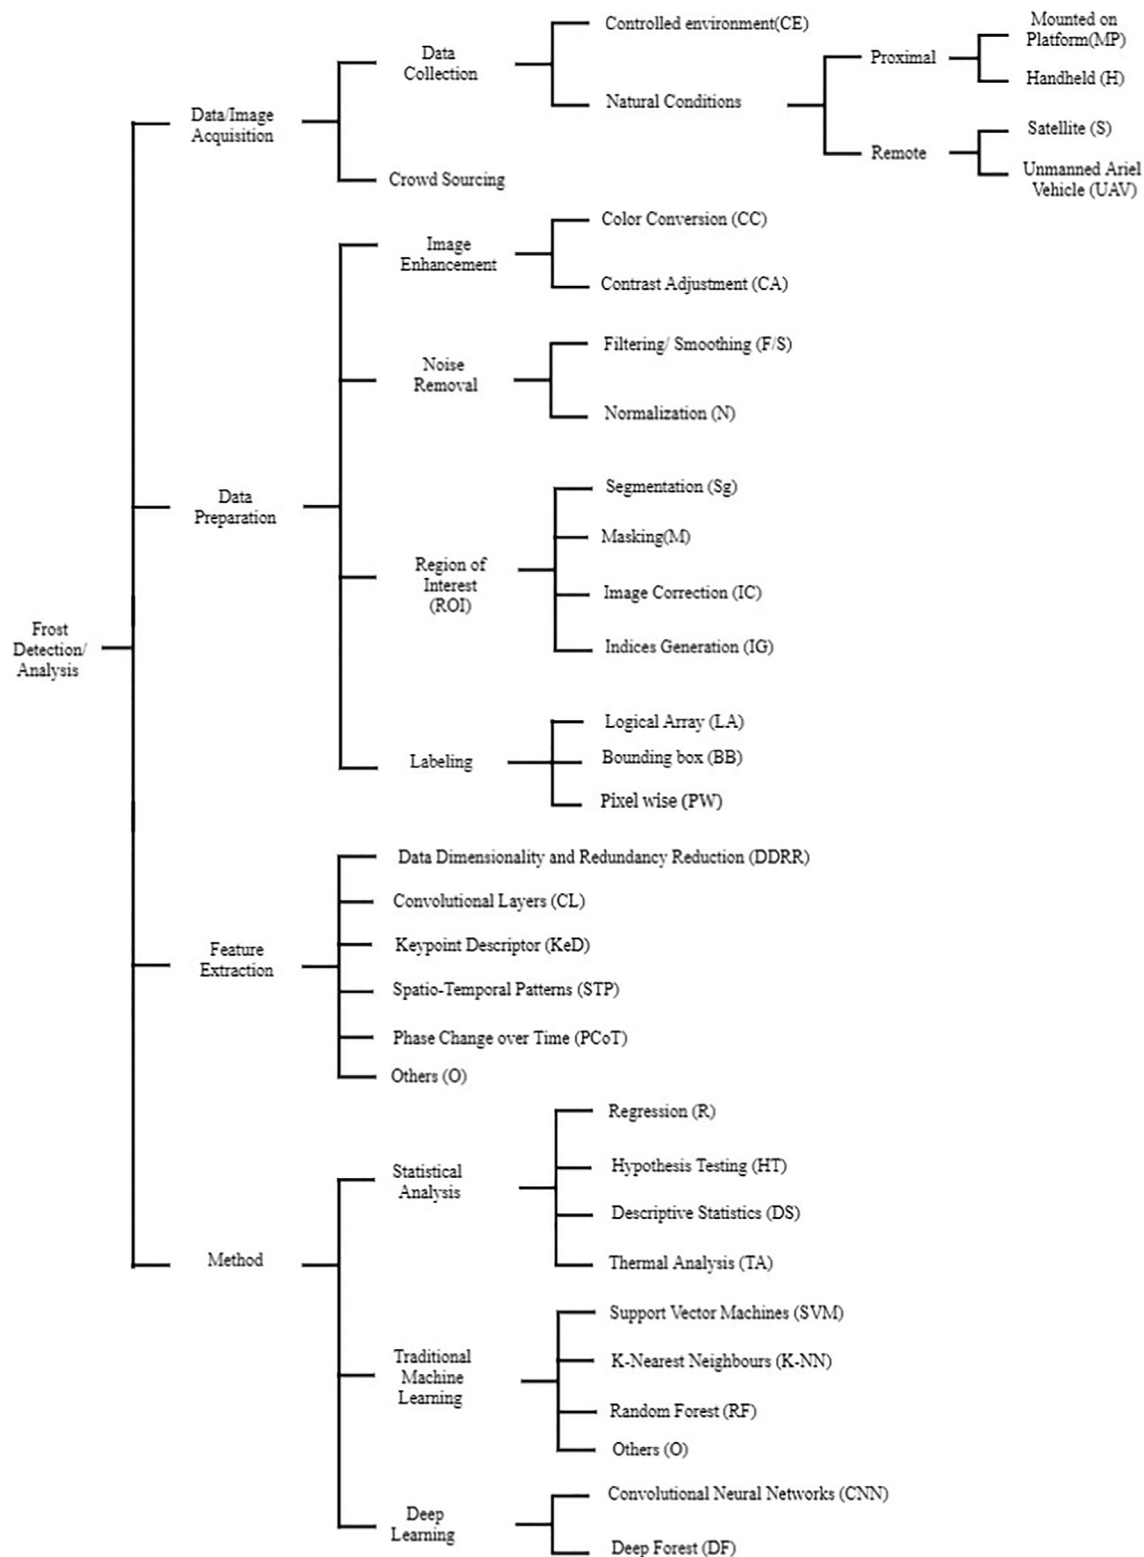 Frost
Detection/
Analysis
Data/Image
Acquisition
Data
Collection
Controlled environment(CE)
Natural Conditions
Proximal
Mounted on
Platform(MP)
Handheld (H)
Remote
Satellite (S)
Unmanned Ariel
Vehicle (UAV)
Crowd Sourcing
Data
Preparation
Image
Enhancement
Color Conversion (CC)
Contrast Adjustment (CA)
Noise
Removal
Filtering/ Smoothing (F/S)
Normalization (N)
Region of
Interest
(ROI)
Segmentation (Sg)
Masking(M)
Image Correction (IC)
Indices Generation (IG)
Labeling
Logical Array (LA)
Bounding box (BB)
Pixel wise (PW)
Feature
Extraction
Data Dimensionality and Redundancy Reduction (DDRR)
Convolutional Layers (CL)
Keypoint Descriptor (KeD)
Spatio-Temporal Patterns (STP)
Phase Change over Time (PCoT)
Others (O)
Method
Statistical
Analysis
Regression (R)
Hypothesis Testing (HT)
Descriptive Statistics (DS)
Thermal Analysis (TA)
Traditional
Machine
Learning
Support Vector Machines (SVM)
K-Nearest Neighbours (K-NN)
Random Forest (RF)
Others (O)
Deep
Learning
Convolutional Neural Networks (CNN)
Deep Forest (DF)